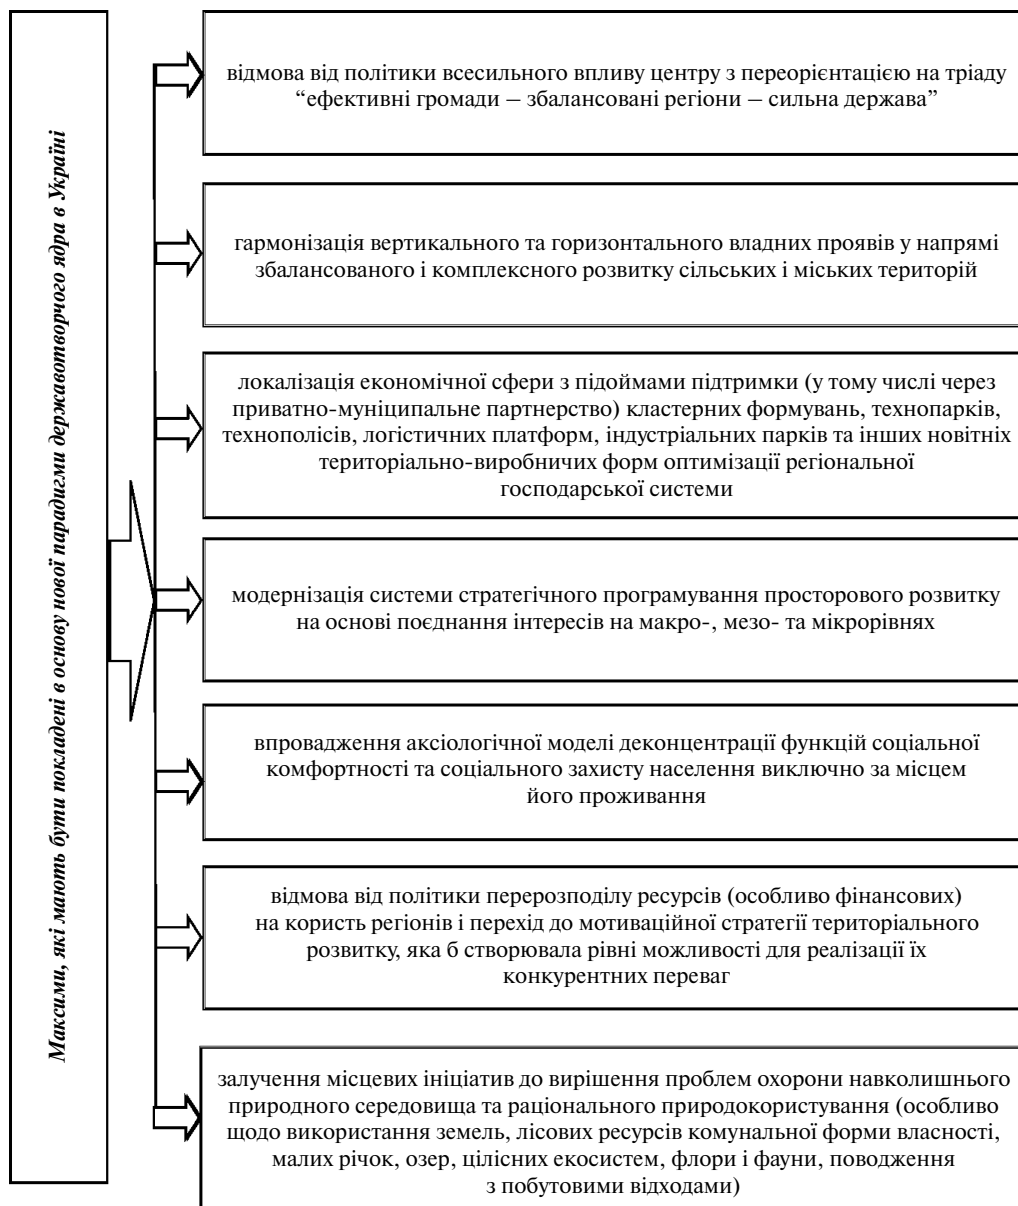 Максими, які мають бути покладені в основу нової парадигми державотворчого ядра в Україні
відмова від політики всесильного впливу центру з переорієнтацією на тріаду
“ефективні громади – збалансовані регіони – сильна держава”
гармонізація вертикального та горизонтального владних проявів у напрямі
збалансованого і комплексного розвитку сільських і міських територій
локалізація економічної сфери з підоймами підтримки (у тому числі через
приватно-муніципальне партнерство) кластерних формувань, технопарків,
технополісів, логістичних платформ, індустріальних парків та інших новітніх
територіально-виробничих форм оптимізації регіональної
господарської системи
модернізація системи стратегічного програмування просторового розвитку
на основі поєднання інтересів на макро-, мезо- та мікрорівнях
впровадження аксіологічної моделі деконцентрації функцій соціальної
комфортності та соціального захисту населення виключно за місцем
його проживання
відмова від політики перерозподілу ресурсів (особливо фінансових)
на користь регіонів і перехід до мотиваційної стратегії територіального
розвитку, яка б створювала рівні можливості для реалізації їх
конкурентних переваг
залучення місцевих ініціатив до вирішення проблем охорони навколишнього
природного середовища та раціонального природокористування (особливо
щодо використання земель, лісових ресурсів комунальної форми власності,
малих річок, озер, цілісних екосистем, флори і фауни, поводження
з побутовими відходами)